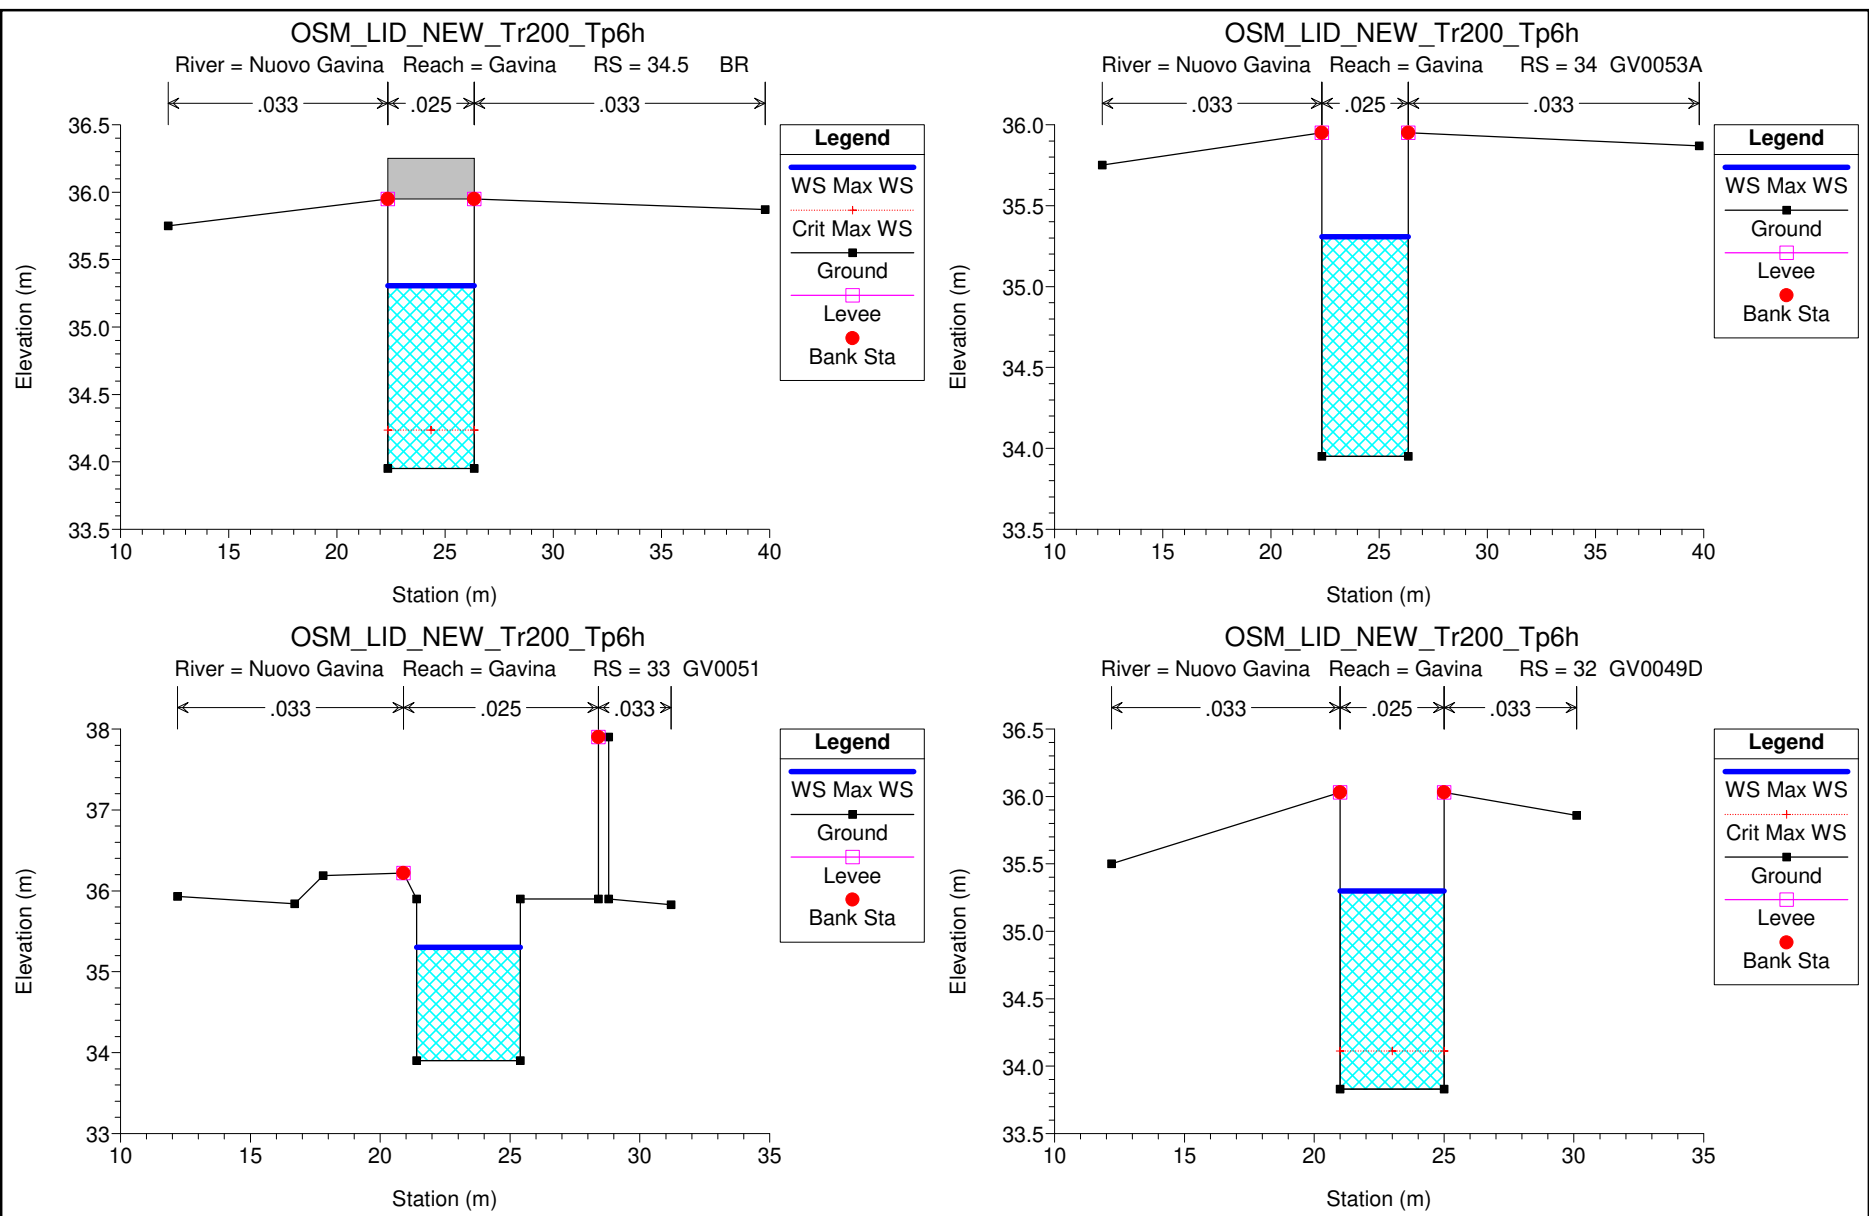 OSM_LID_NEW_Tr200_Tp6h
River = Nuovo Gavina Reach = Gavina RS = 34.5 BR
.033 .025 .033
36.5
36.0
35.5
35.0
34.5
34.0
33.5
10 15 20 25 30 35 40
Station (m)
Elevation (m)
Legend
WS Max WS
Crit Max WS
Ground
Levee
Bank Sta
OSM_LID_NEW_Tr200_Tp6h
River = Nuovo Gavina Reach = Gavina RS = 34 GV0053A
.033 .025 .033
36.0
35.5
35.0
34.5
34.0
33.5
10 15 20 25 30 35 40
Station (m)
Elevation (m)
Legend
WS Max WS
Ground
Levee
Bank Sta
OSM_LID_NEW_Tr200_Tp6h
River = Nuovo Gavina Reach = Gavina RS = 33 GV0051
.033 .025 .033
38
37
36
35
34
33
10 15 20 25 30 35
Station (m)
Elevation (m)
Legend
WS Max WS
Ground
Levee
Bank Sta
OSM_LID_NEW_Tr200_Tp6h
River = Nuovo Gavina Reach = Gavina RS = 32 GV0049D
.033 .025 .033
36.5
36.0
35.5
35.0
34.5
34.0
33.5
10 15 20 25 30 35
Station (m)
Elevation (m)
Legend
WS Max WS
Crit Max WS
Ground
Levee
Bank Sta